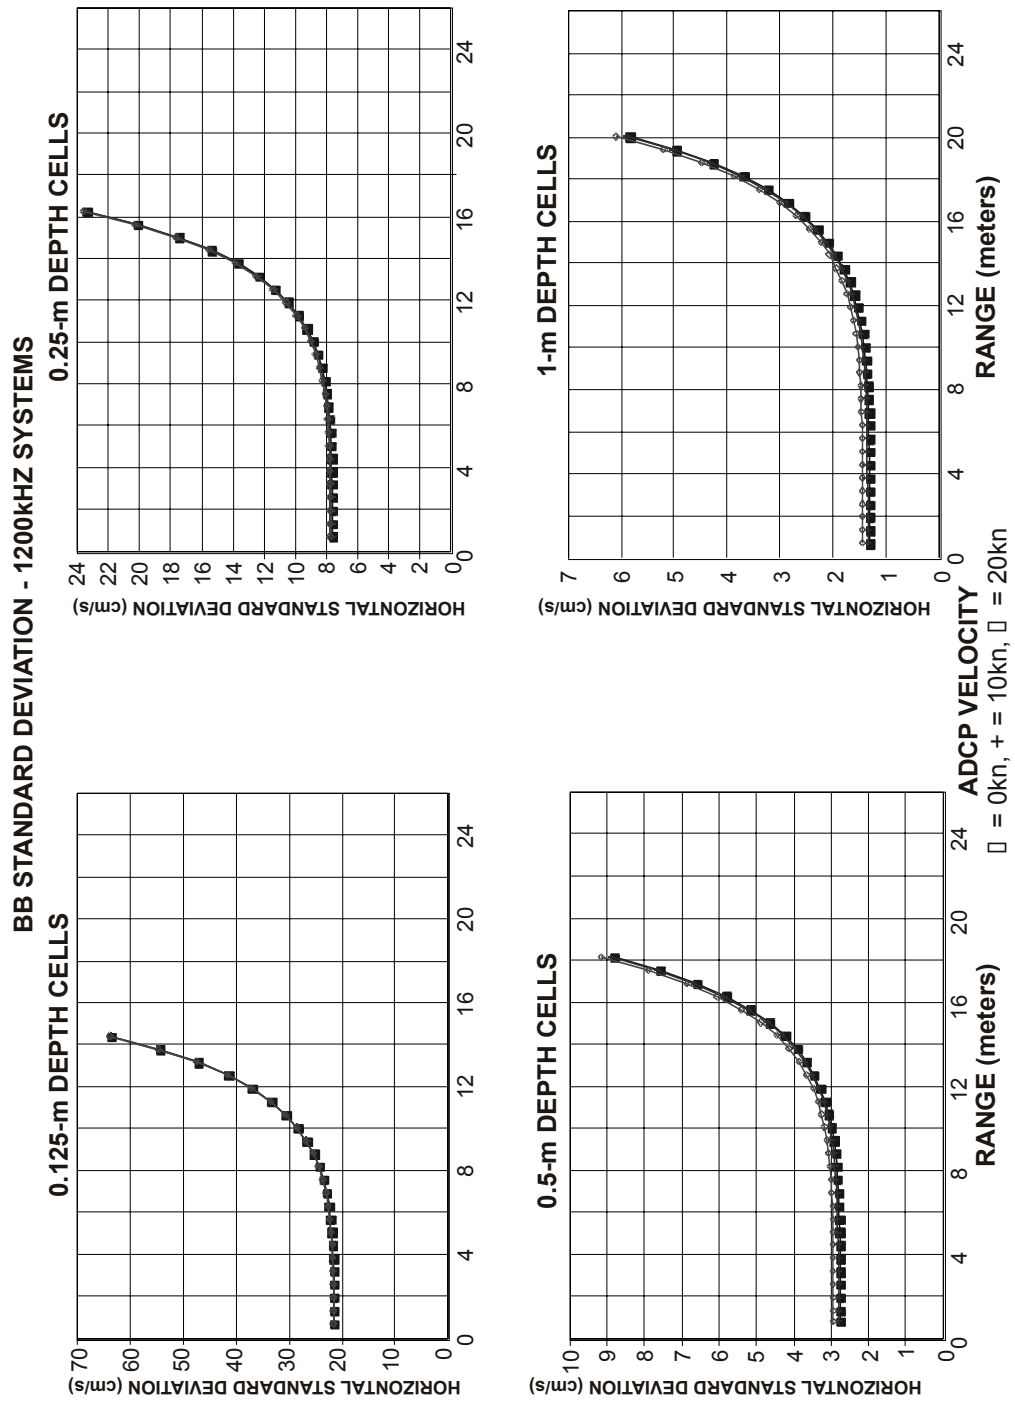 BB STANDARD DEVIATION - 1200kHZ SYSTEMS
0.125-m DEPTH CELLS
HORIZONTAL STANDARD DEVIATION (cm/s)
70
60
50
40
30
20
10
0
0 4 8 12 16 20 24
0.25-m DEPTH CELLS
HORIZONTAL STANDARD DEVIATION (cm/s)
24
22
20
18
16
14
12
10
8
6
4
2
0
0 4 8 12 16 20 24
0.5-m DEPTH CELLS
HORIZONTAL STANDARD DEVIATION (cm/s)
10
9
8
7
6
5
4
3
2
1
0
0 4 8 12 16 20 24
RANGE (meters)
1-m DEPTH CELLS
HORIZONTAL STANDARD DEVIATION (cm/s)
7
6
5
4
3
2
1
0
0 4 8 12 16 20 24
RANGE (meters)
ADCP VELOCITY
▯ = 0kn, + = 10kn, ▯ = 20kn